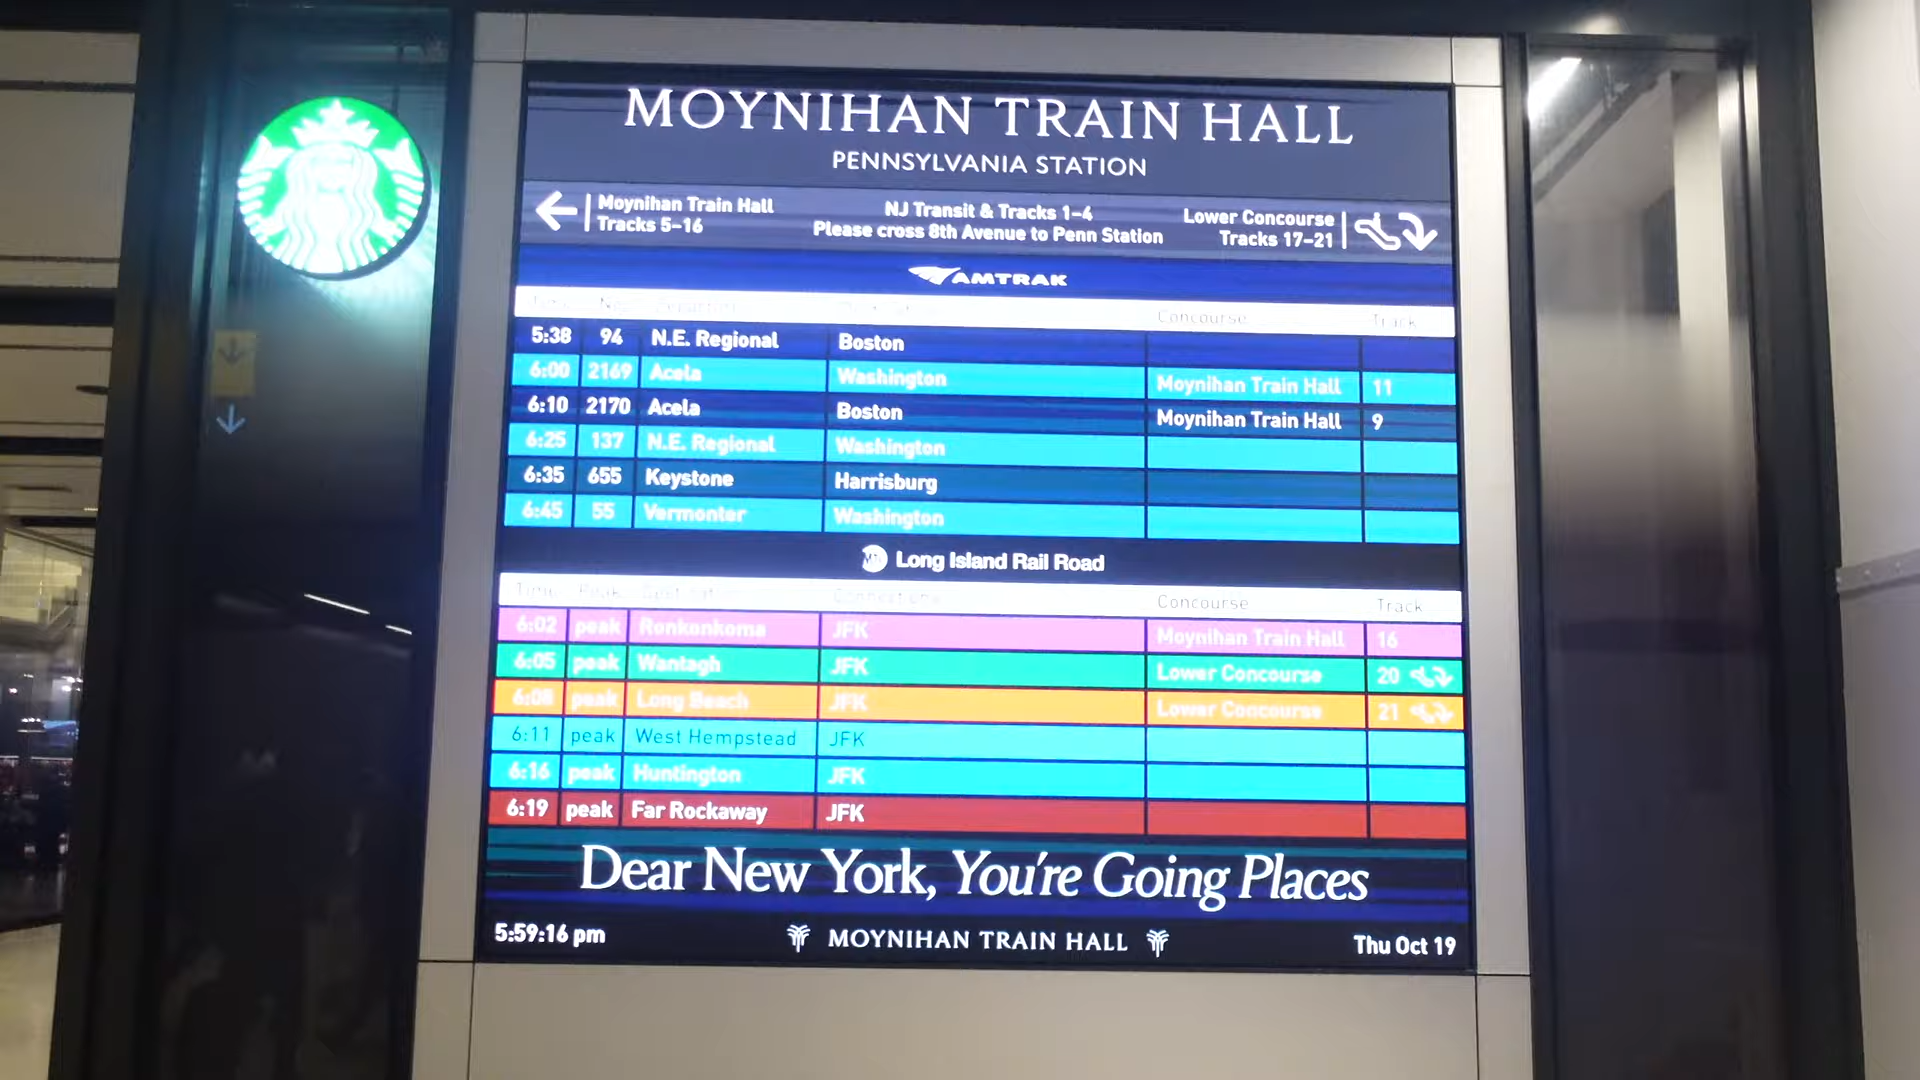 MOYNIHAN TRAIN HALL
PENNSYLVANIA STATION
Moynihan Train Hall
Tracks 5–16
NJ Transit & Tracks 1–4
Please cross 8th Avenue to Penn Station
Lower Concourse
Tracks 17–21
AMTRAK
Time No. Concourse Track
5:38 94 N.E. Regional Boston
6:00 2169 Acela Washington Moynihan Train Hall 11
6:10 2170 Acela Boston Moynihan Train Hall 9
6:25 137 N.E. Regional Washington
6:35 655 Keystone Harrisburg
6:45 55 Vermonter Washington
MTA Long Island Rail Road
Time Peak Destination Connections Concourse Track
6:02 peak Ronkonkoma JFK Moynihan Train Hall 16
6:05 peak Wantagh JFK Lower Concourse 20
6:08 peak Long Beach JFK Lower Concourse 21
6:11 peak West Hempstead JFK
6:16 peak Huntington JFK
6:19 peak Far Rockaway JFK
Dear New York, You're Going Places
5:59:16 pm
MOYNIHAN TRAIN HALL
Thu Oct 19